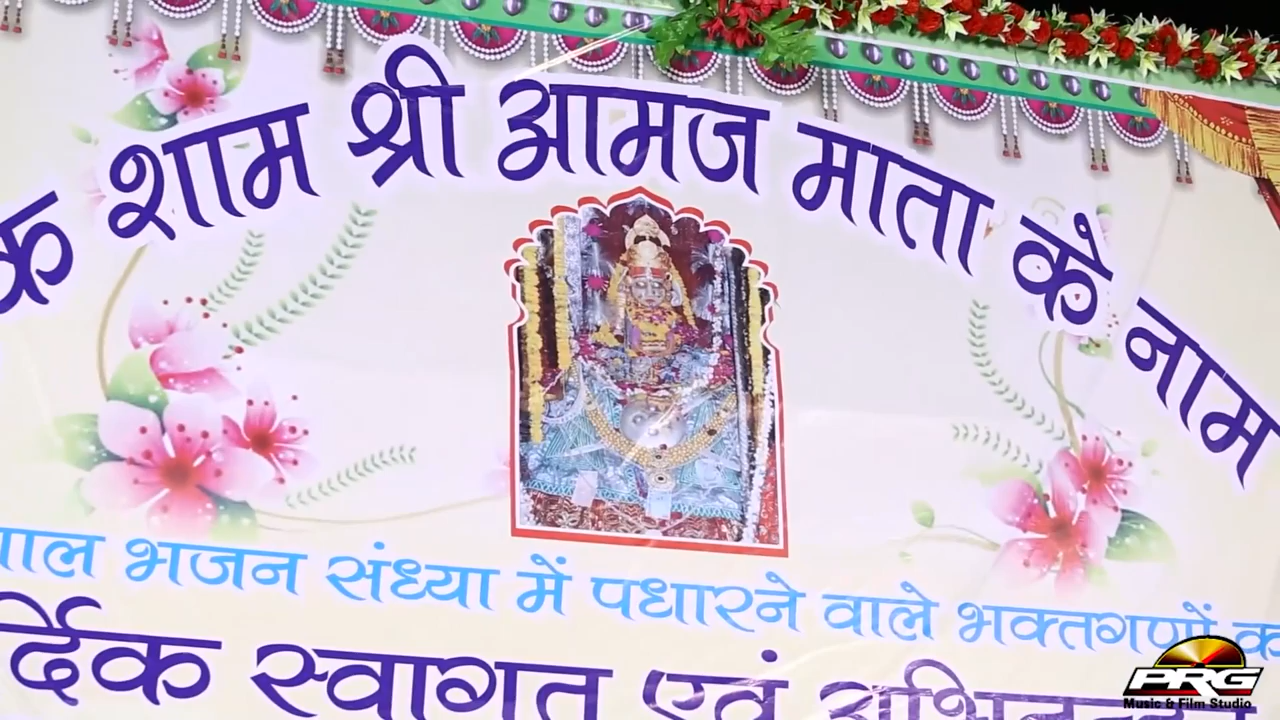 क शाम श्री आमज माता के नाम
ाल भजन संध्या में पधारने वाले भक्तगणों क
र्दिक स्वागत एवं
PRG
Music & Film Studio